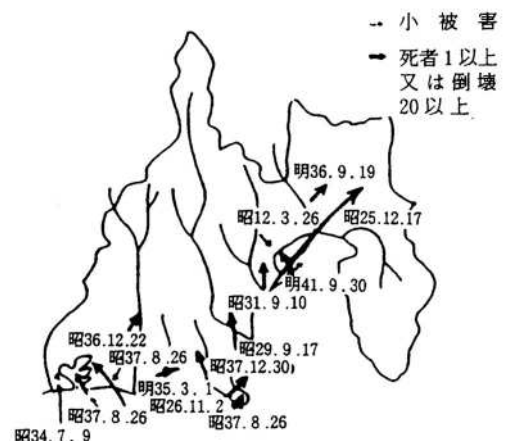 小被害
死者1以上
又は倒壊
20以上
明36.9.19
昭12.3.26
昭25.12.17
明41.9.30
昭31.9.10
昭36.12.22
昭29.9.17
昭37.8.26
昭37.12.30
明35.3.1
昭26.11.2
昭37.8.26
昭37.8.26
昭34.7.9